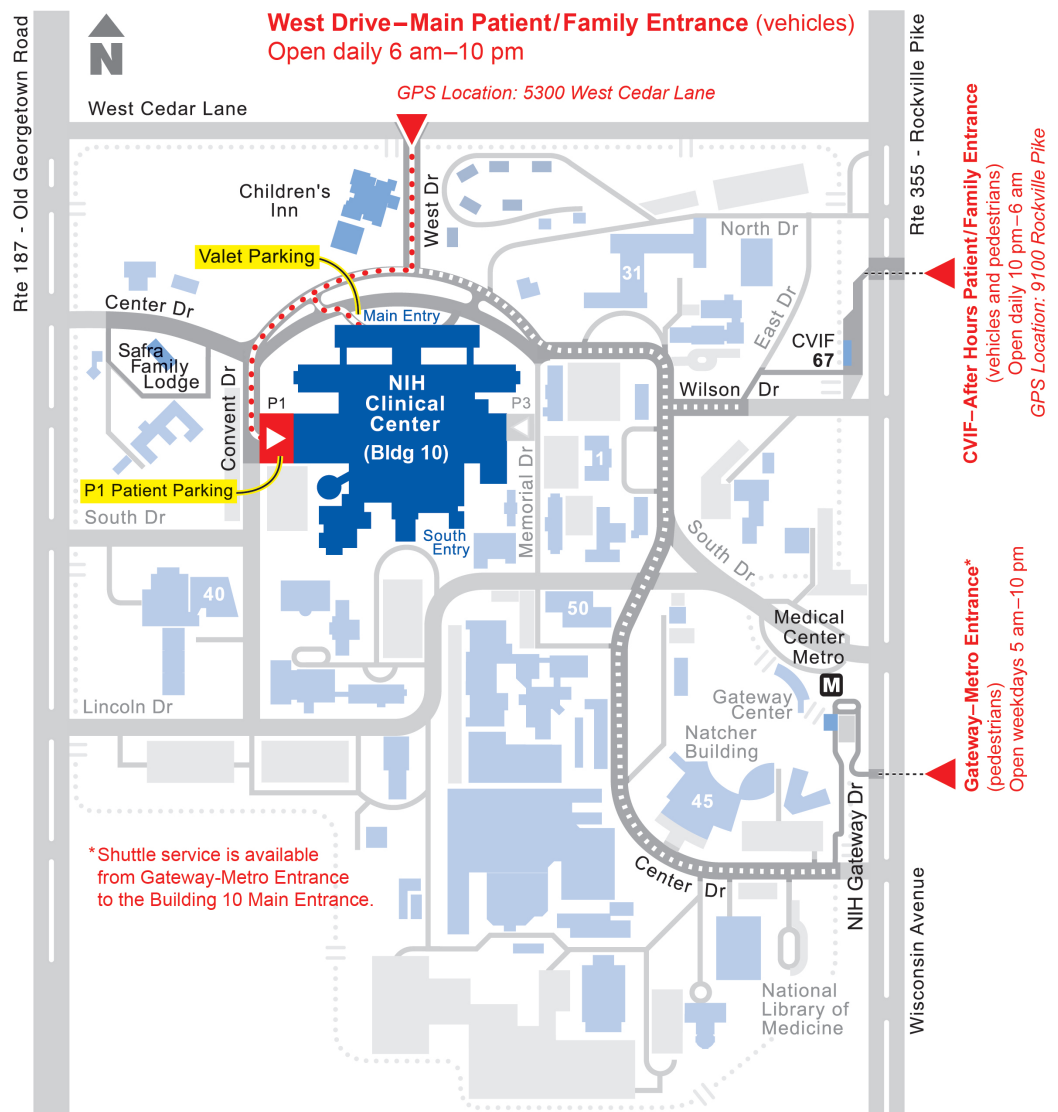 West Drive–Main Patient/Family Entrance (vehicles)
Open daily 6 am–10 pm
GPS Location: 5300 West Cedar Lane
N
West Cedar Lane
Rte 187 - Old Georgetown Road
Rte 355 - Rockville Pike
CVIF–After Hours Patient/Family Entrance
(vehicles and pedestrians)
Open daily 10 pm–6 am
GPS Location: 9100 Rockville Pike
Children's
Inn
West Dr
North Dr
31
Valet Parking
Center Dr
Main Entry
East Dr
CVIF
67
Safra
Family
Lodge
Convent Dr
P1
NIH
Clinical
Center
(Bldg 10)
P3
Wilson Dr
1
Memorial Dr
P1 Patient Parking
South Dr
South
Entry
South Dr
40
50
Medical
Center
Metro
M
Gateway–Metro Entrance*
(pedestrians)
Open weekdays 5 am–10 pm
Lincoln Dr
Gateway
Center
Natcher
Building
45
NIH Gateway Dr
*Shuttle service is available
from Gateway-Metro Entrance
to the Building 10 Main Entrance.
Center Dr
Wisconsin Avenue
National
Library of
Medicine